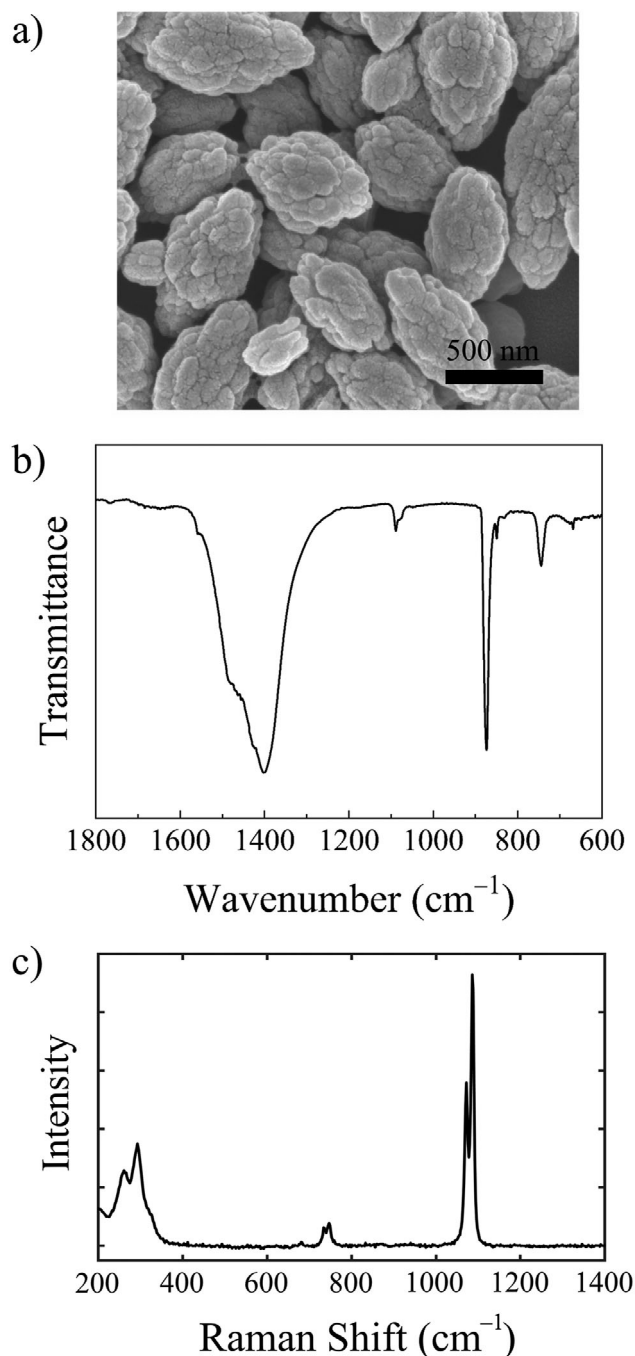 a)
500 nm
b)
Transmittance
1800 1600 1400 1200 1000 800 600
Wavenumber (cm⁻¹)
c)
Intensity
200 400 600 800 1000 1200 1400
Raman Shift (cm⁻¹)